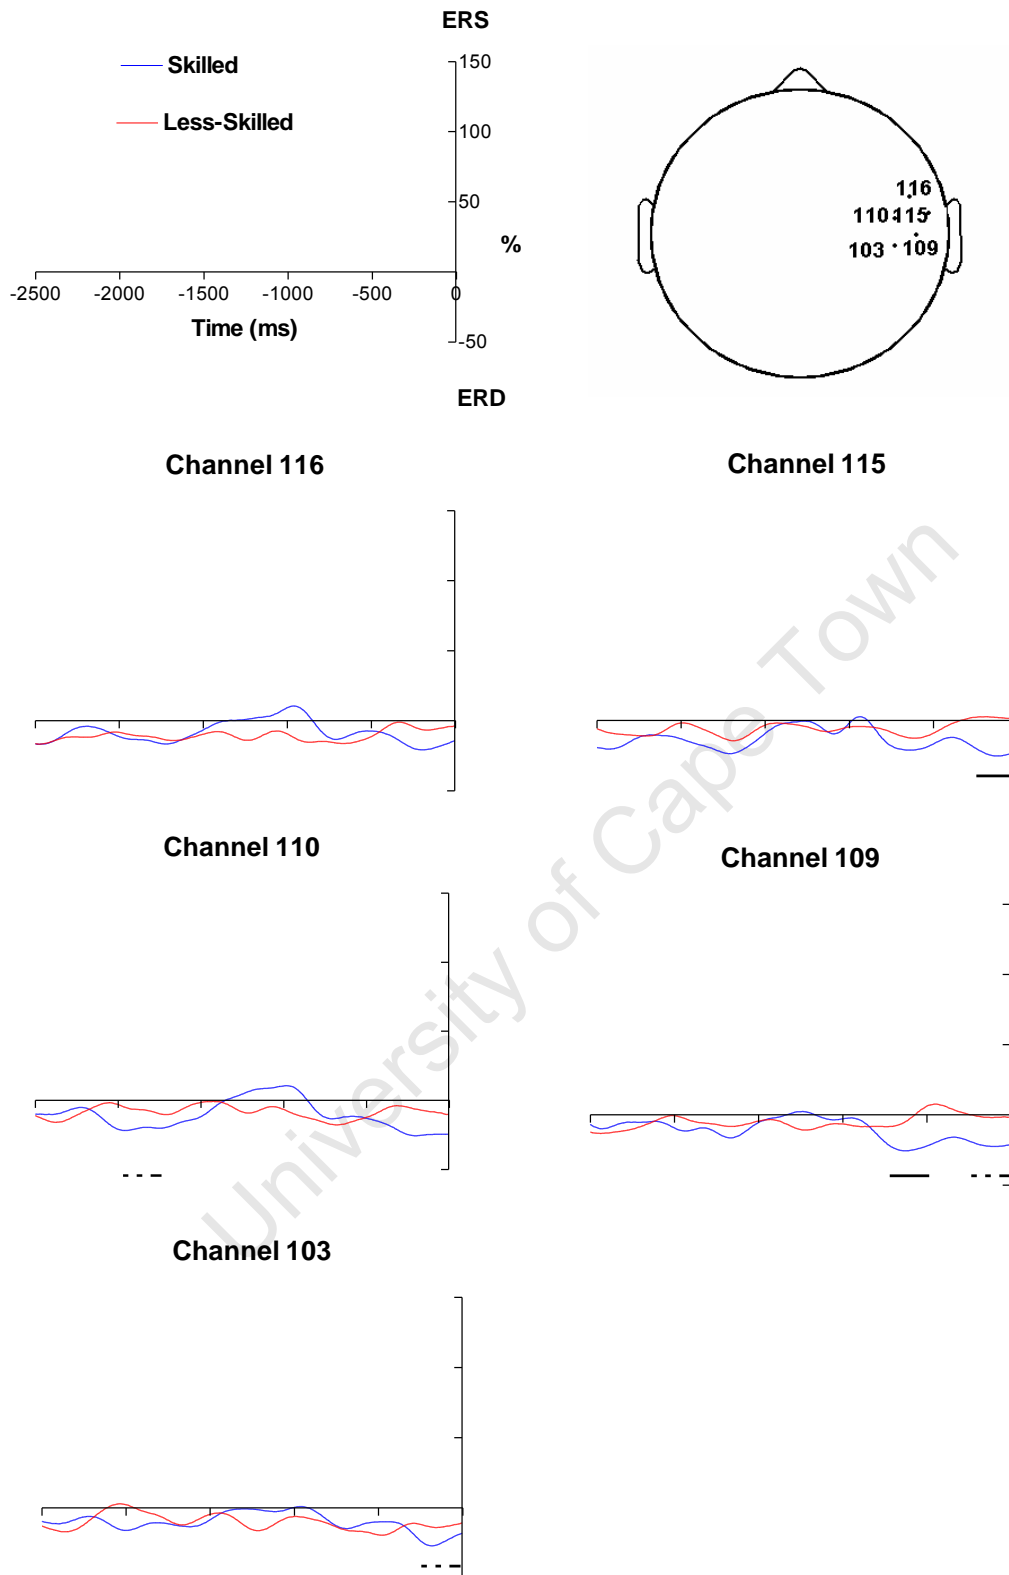 ERS
150
Skilled
100
Less-Skilled
50
%
-2500 -2000 -1500 -1000 -500 0
Time (ms)
-50
ERD
116
110 115
103 109
Channel 116
Channel 115
Channel 110
Channel 109
Channel 103
University of Cape Town